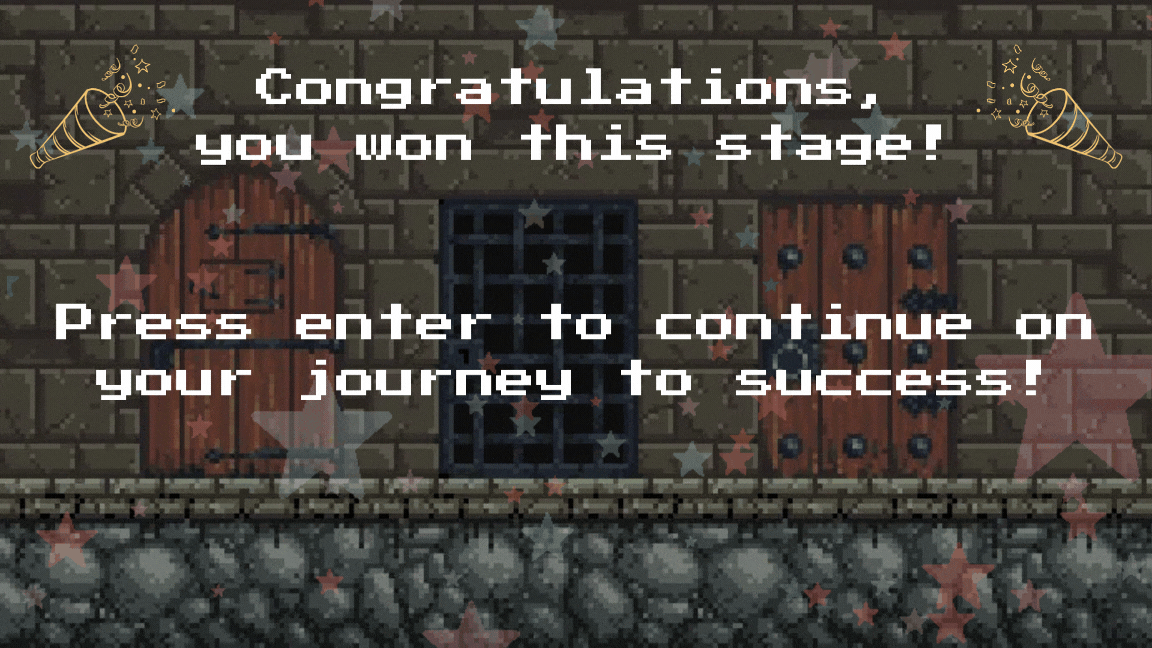 Congratulations,
you won this stage!
Press enter to continue on
your journey to success!